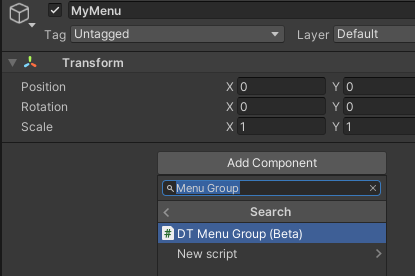 MyMenu
Tag Untagged Layer Default
Transform
Position X 0 Y 0
Rotation X 0 Y 0
Scale X 1 Y 1
Add Component
Menu Group
Search
# DT Menu Group (Beta)
New script